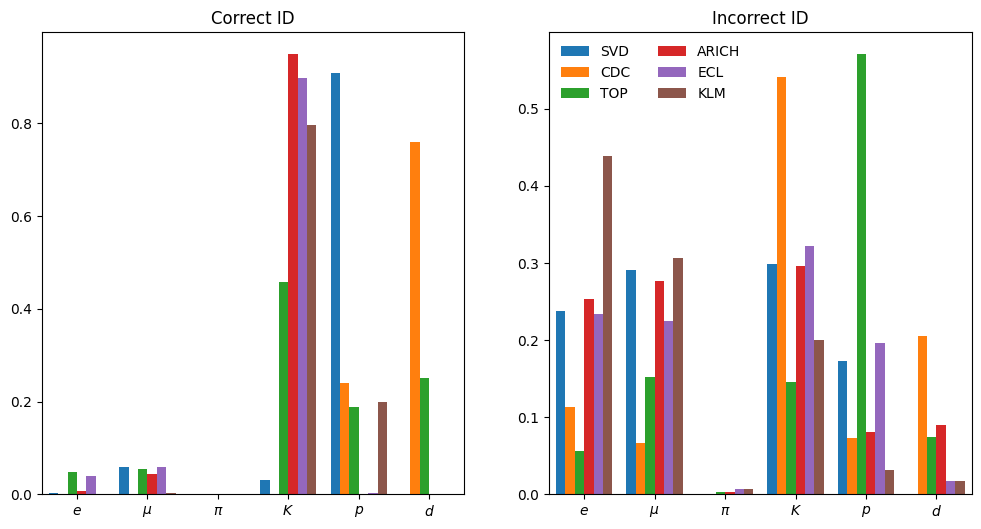 Correct ID
0.8
0.6
0.4
0.2
0.0
e μ π K p d
Incorrect ID
SVD ARICH
CDC ECL
TOP KLM
0.5
0.4
0.3
0.2
0.1
0.0
e μ π K p d